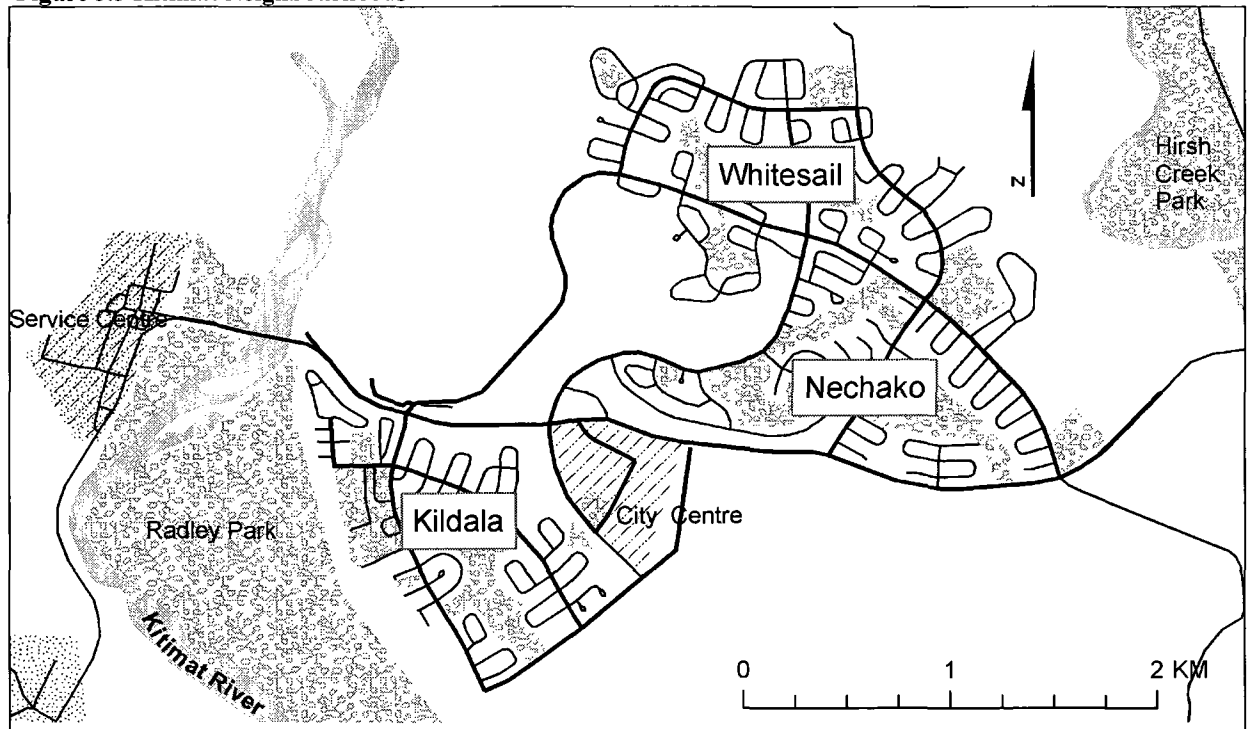 Whitesail
Hirsh
Creek
Park
N
Service Centre
Nechako
Kildala
City Centre
Radley Park
Kitimat River
0 1 2 KM